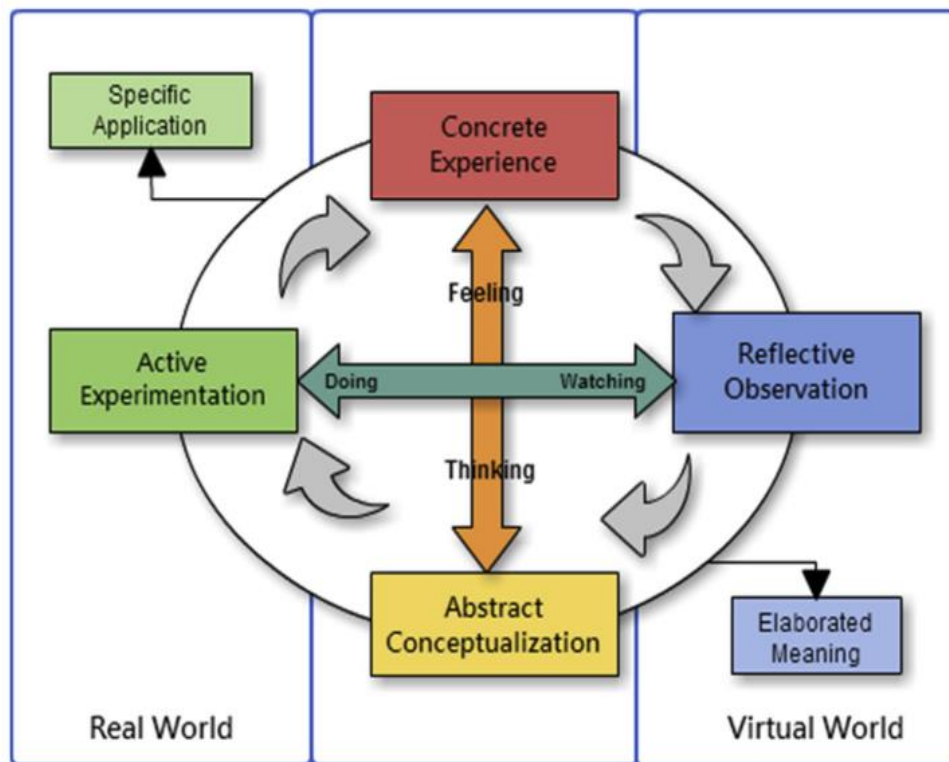 Specific
Application
Concrete
Experience
Feeling
Active
Experimentation
Doing
Watching
Reflective
Observation
Thinking
Abstract
Conceptualization
Elaborated
Meaning
Real World
Virtual World